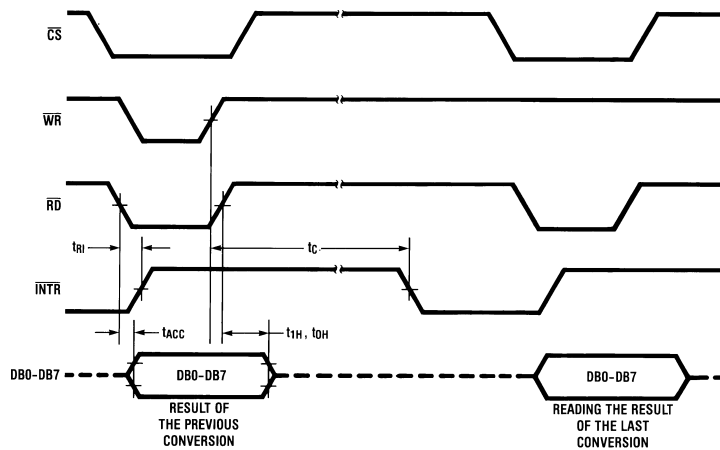 CS
WR
RD
tRI
tC
INTR
tACC
t1H, t0H
DB0-DB7
DB0-DB7
DB0-DB7
RESULT OF
THE PREVIOUS
CONVERSION
READING THE RESULT
OF THE LAST
CONVERSION